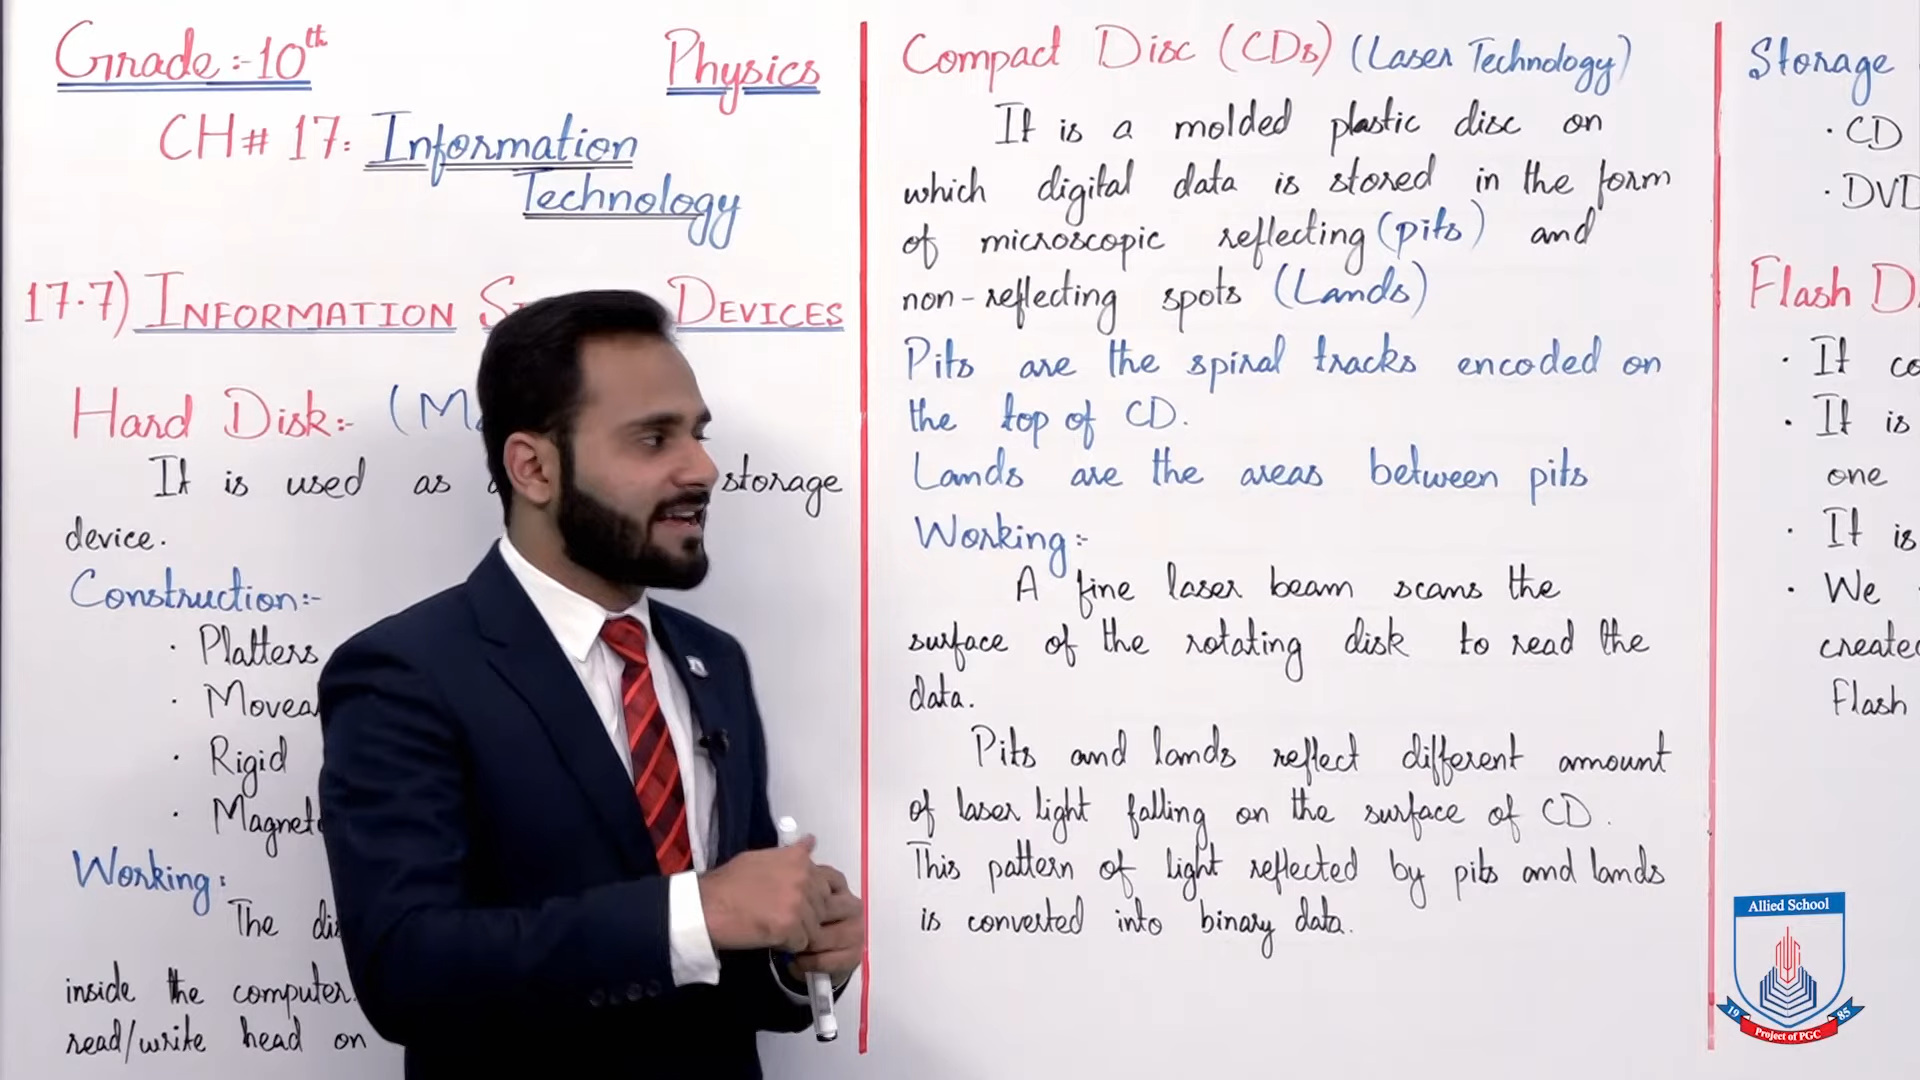 Grade:-10th
Physics
CH# 17: Information
Technology
17.7) INFORMATION DEVICES
Hard Disk:-
It is used as storage
device.
Construction:-
· Platters
·
· Rigid
·
Working:
The
inside the computer.
read/write head on
Compact Disc (CDs) (Laser Technology)
It is a molded plastic disc on
which digital data is stored in the form
of microscopic reflecting (pits) and
non-reflecting spots (Lands)
Pits are the spiral tracks encoded on
the top of CD.
Lands are the areas between pits
Working:-
A fine laser beam scans the
surface of the rotating disk to read the
data.
Pits and lands reflect different amount
of laser light falling on the surface of CD.
This pattern of light reflected by pits and lands
is converted into binary data.
Storage
· CD
· DVD
Flash
· It
· It is
one
· It is
· We
Flash
Allied School
19 85
Project of PGC